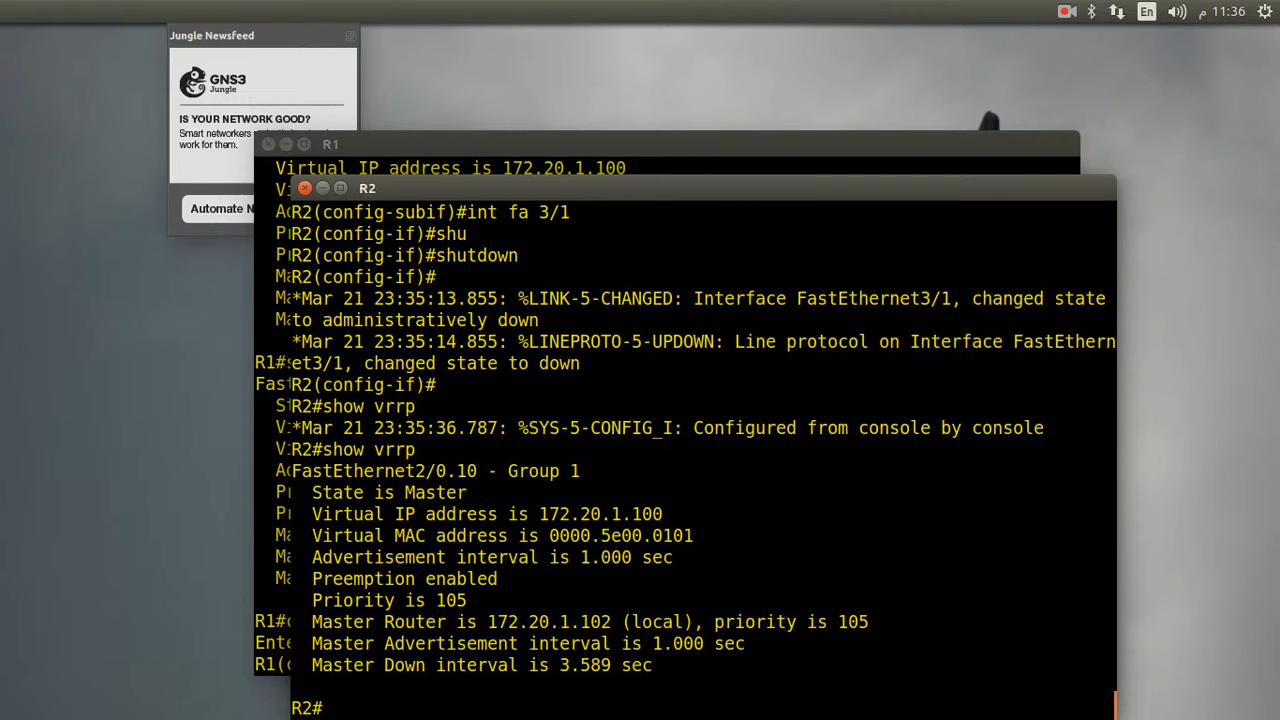 En
م 11:36
Jungle Newsfeed
GNS3
Jungle
IS YOUR NETWORK GOOD?
Smart networkers
work for them.
Automate N
R1
Virtual IP address is 172.20.1.100
R1#
Fast
Ente
R2
R2(config-subif)#int fa 3/1
R2(config-if)#shu
R2(config-if)#shutdown
R2(config-if)#
*Mar 21 23:35:13.855: %LINK-5-CHANGED: Interface FastEthernet3/1, changed state
to administratively down
*Mar 21 23:35:14.855: %LINEPROTO-5-UPDOWN: Line protocol on Interface FastEthern
et3/1, changed state to down
R2(config-if)#
R2#show vrrp
*Mar 21 23:35:36.787: %SYS-5-CONFIG_I: Configured from console by console
R2#show vrrp
FastEthernet2/0.10 - Group 1
State is Master
Virtual IP address is 172.20.1.100
Virtual MAC address is 0000.5e00.0101
Advertisement interval is 1.000 sec
Preemption enabled
Priority is 105
Master Router is 172.20.1.102 (local), priority is 105
Master Advertisement interval is 1.000 sec
Master Down interval is 3.589 sec
R2#